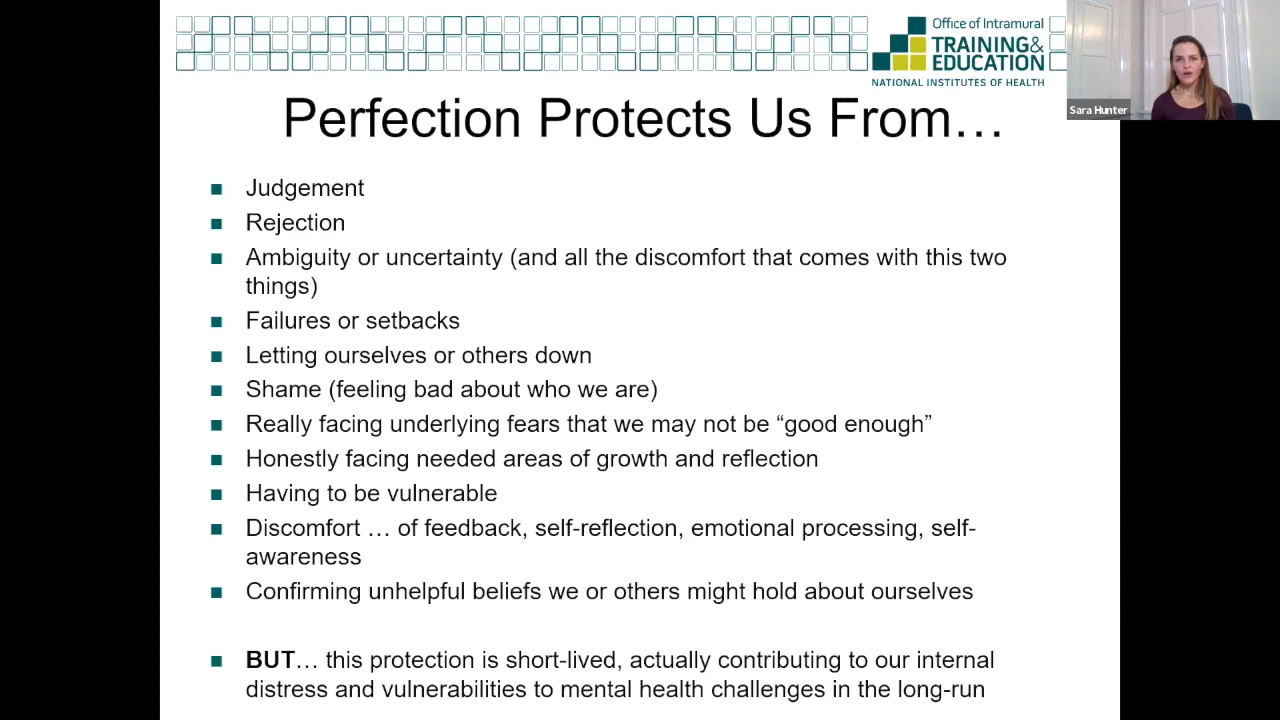 Office of Intramural
TRAINING&
EDUCATION
NATIONAL INSTITUTES OF HEALTH
Sara Hunter
Perfection Protects Us From…
Judgement
Rejection
Ambiguity or uncertainty (and all the discomfort that comes with this two
things)
Failures or setbacks
Letting ourselves or others down
Shame (feeling bad about who we are)
Really facing underlying fears that we may not be “good enough”
Honestly facing needed areas of growth and reflection
Having to be vulnerable
Discomfort … of feedback, self-reflection, emotional processing, self-
awareness
Confirming unhelpful beliefs we or others might hold about ourselves
BUT… this protection is short-lived, actually contributing to our internal
distress and vulnerabilities to mental health challenges in the long-run